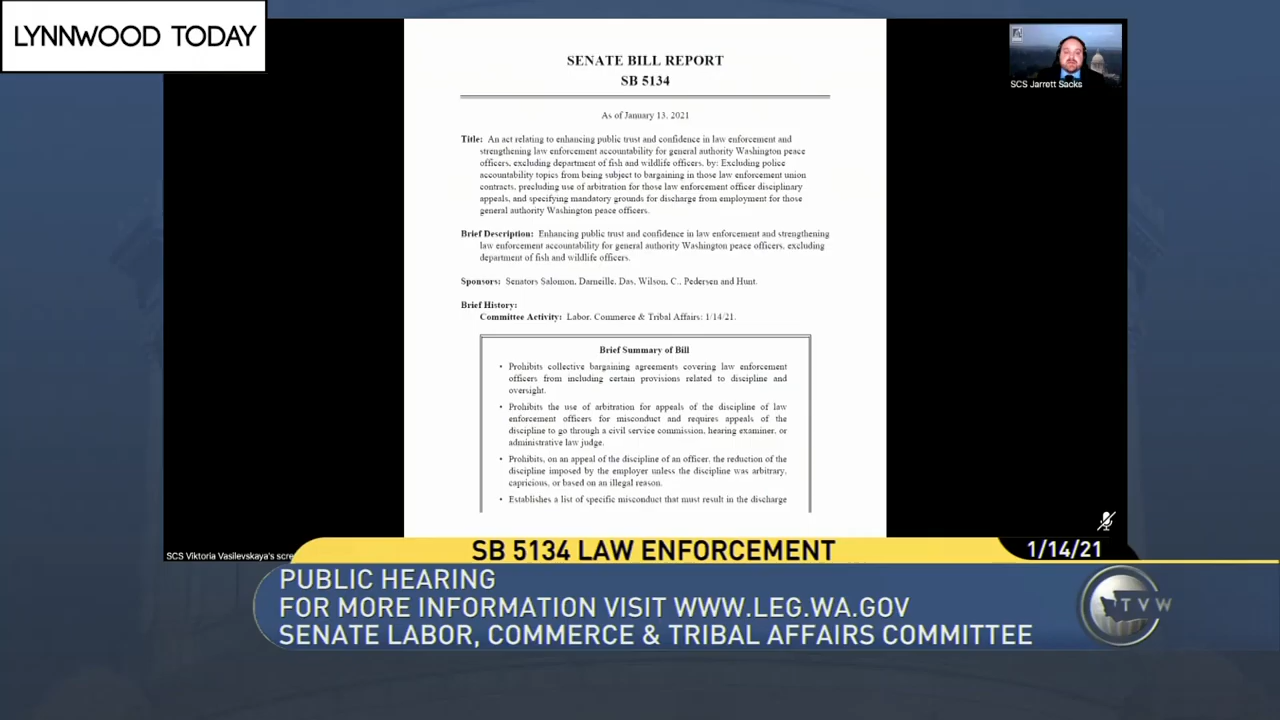 LYNNWOOD TODAY
SENATE BILL REPORT
SB 5134
As of January 13, 2021
Title: An act relating to enhancing public trust and confidence in law enforcement and
strengthening law enforcement accountability for general authority Washington peace
officers, excluding department of fish and wildlife officers, by: Excluding police
accountability topics from being subject to bargaining in those law enforcement union
contracts, precluding use of arbitration for those law enforcement officer disciplinary
appeals, and specifying mandatory grounds for discharge from employment for those
general authority Washington peace officers.
Brief Description: Enhancing public trust and confidence in law enforcement and strengthening
law enforcement accountability for general authority Washington peace officers, excluding
department of fish and wildlife officers.
Sponsors: Senators Salomon, Darneille, Das, Wilson, C., Pedersen and Hunt.
Brief History:
Committee Activity: Labor, Commerce & Tribal Affairs: 1/14/21.
Brief Summary of Bill
• Prohibits collective bargaining agreements covering law enforcement
officers from including certain provisions related to discipline and
oversight.
• Prohibits the use of arbitration for appeals of the discipline of law
enforcement officers for misconduct and requires appeals of the
discipline to go through a civil service commission, hearing examiner, or
administrative law judge.
• Prohibits, on an appeal of the discipline of an officer, the reduction of the
discipline imposed by the employer unless the discipline was arbitrary,
capricious, or based on an illegal reason.
• Establishes a list of specific misconduct that must result in the discharge
SCS Jarrett Sacks
SCS Viktoria Vasilevskaya's scre
SB 5134 LAW ENFORCEMENT
1/14/21
PUBLIC HEARING
FOR MORE INFORMATION VISIT WWW.LEG.WA.GOV
SENATE LABOR, COMMERCE & TRIBAL AFFAIRS COMMITTEE
TVW